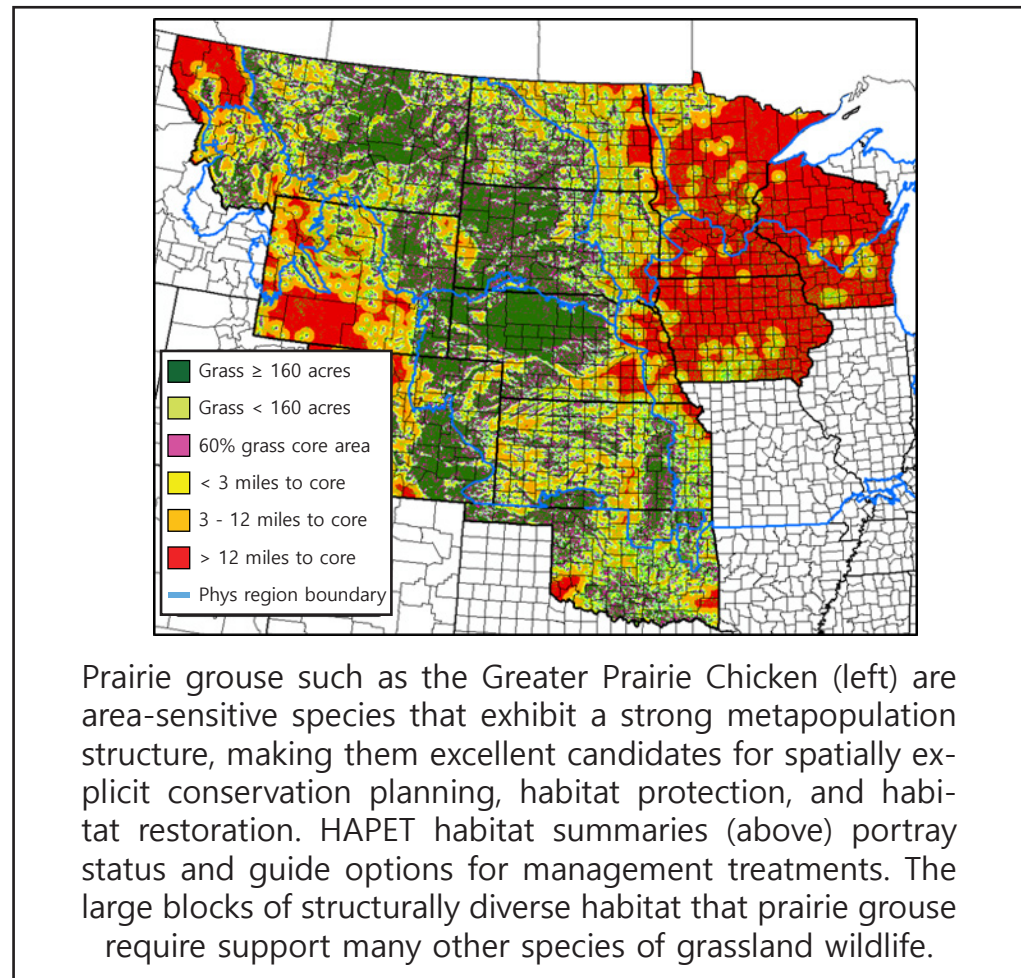 Grass ≥ 160 acres
Grass < 160 acres
60% grass core area
< 3 miles to core
3 - 12 miles to core
> 12 miles to core
Phys region boundary
Prairie grouse such as the Greater Prairie Chicken (left) are
area-sensitive species that exhibit a strong metapopulation
structure, making them excellent candidates for spatially ex-
plicit conservation planning, habitat protection, and habi-
tat restoration. HAPET habitat summaries (above) portray
status and guide options for management treatments. The
large blocks of structurally diverse habitat that prairie grouse
require support many other species of grassland wildlife.